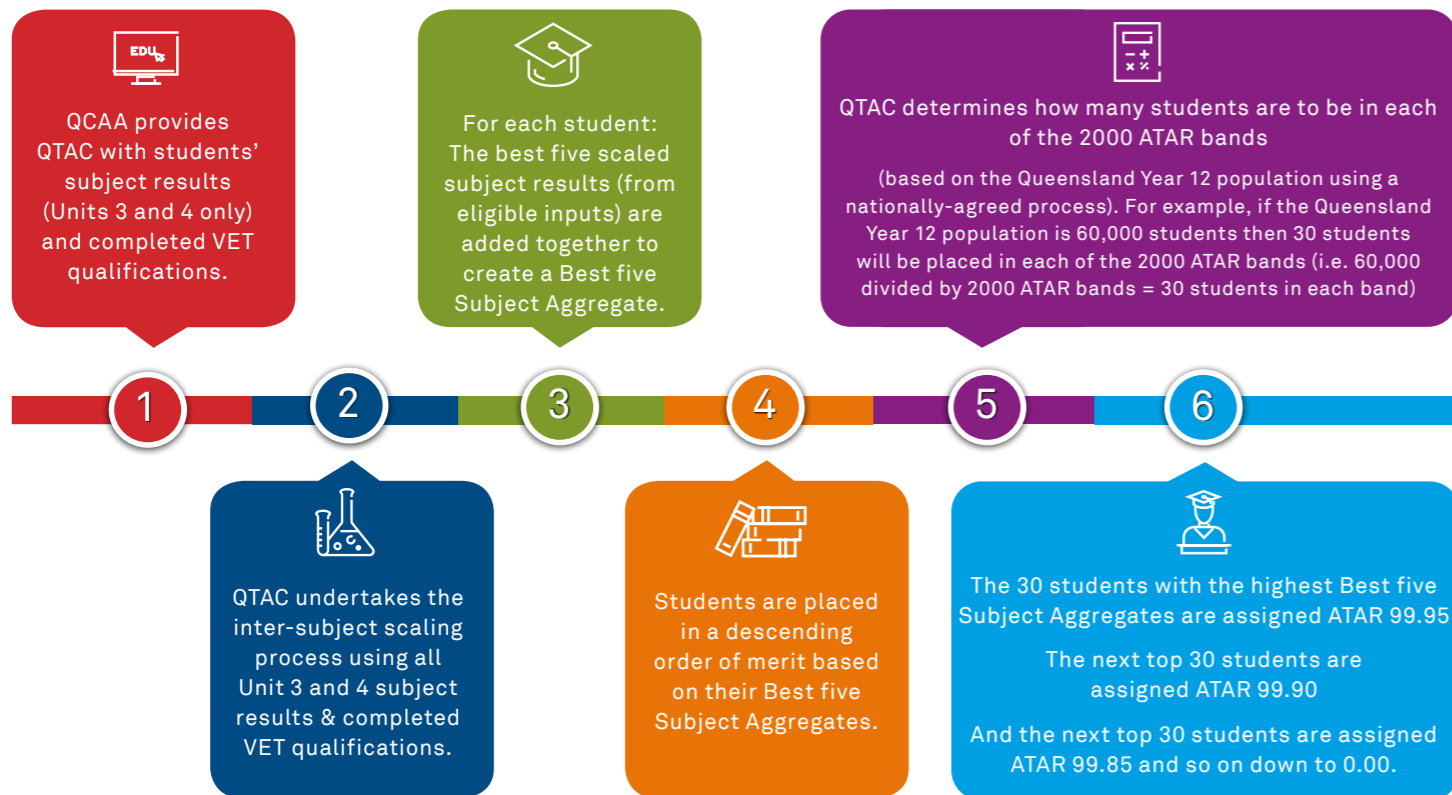 EDU
QCAA provides
QTAC with students’
subject results
(Units 3 and 4 only)
and completed VET
qualifications.
1
2
QTAC undertakes the
inter-subject scaling
process using all
Unit 3 and 4 subject
results & completed
VET qualifications.
For each student:
The best five scaled
subject results (from
eligible inputs) are
added together to
create a Best five
Subject Aggregate.
3
4
Students are placed
in a descending
order of merit based
on their Best five
Subject Aggregates.
QTAC determines how many students are to be in each
of the 2000 ATAR bands
(based on the Queensland Year 12 population using a
nationally-agreed process). For example, if the Queensland
Year 12 population is 60,000 students then 30 students
will be placed in each of the 2000 ATAR bands (i.e. 60,000
divided by 2000 ATAR bands = 30 students in each band)
5
6
The 30 students with the highest Best five
Subject Aggregates are assigned ATAR 99.95
The next top 30 students are
assigned ATAR 99.90
And the next top 30 students are assigned
ATAR 99.85 and so on down to 0.00.